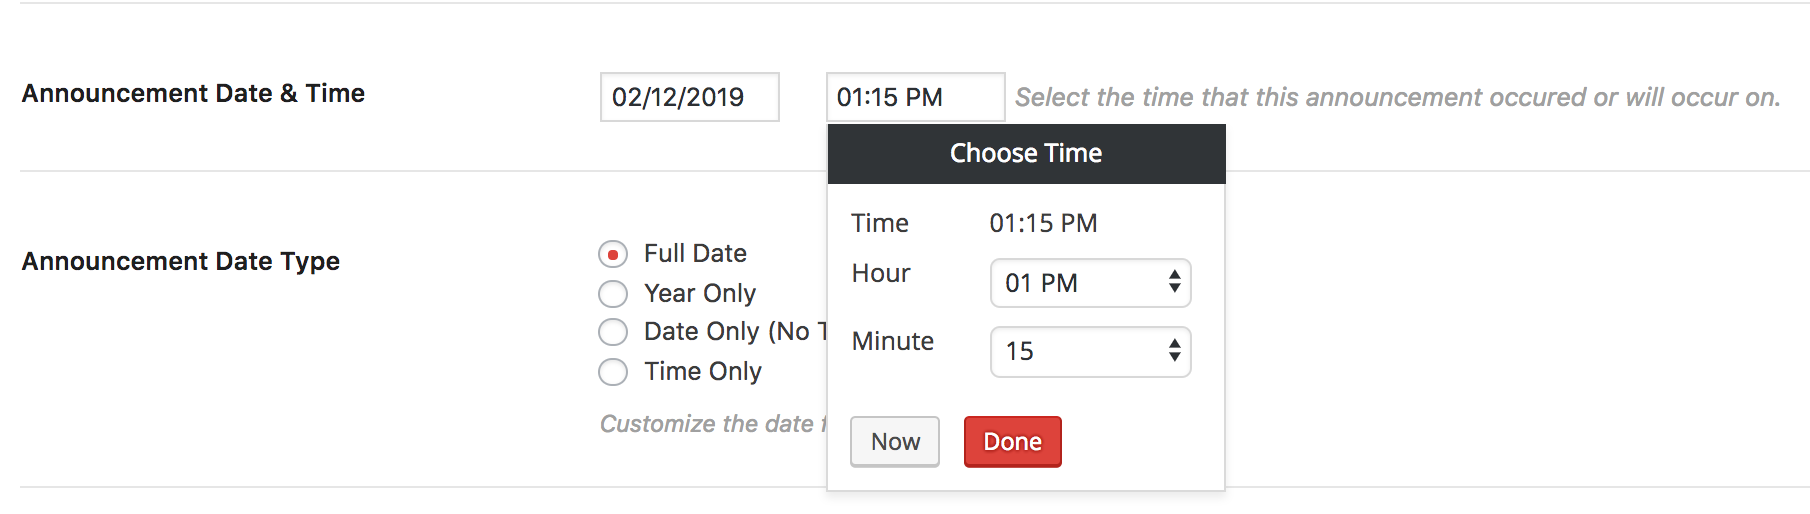 Announcement Date & Time
02/12/2019
01:15 PM
Select the time that this announcement occured or will occur on.
Choose Time
Time
01:15 PM
Hour
01 PM
Minute
15
Now
Done
Announcement Date Type
Full Date
Year Only
Date Only (No
Time Only
Customize the date